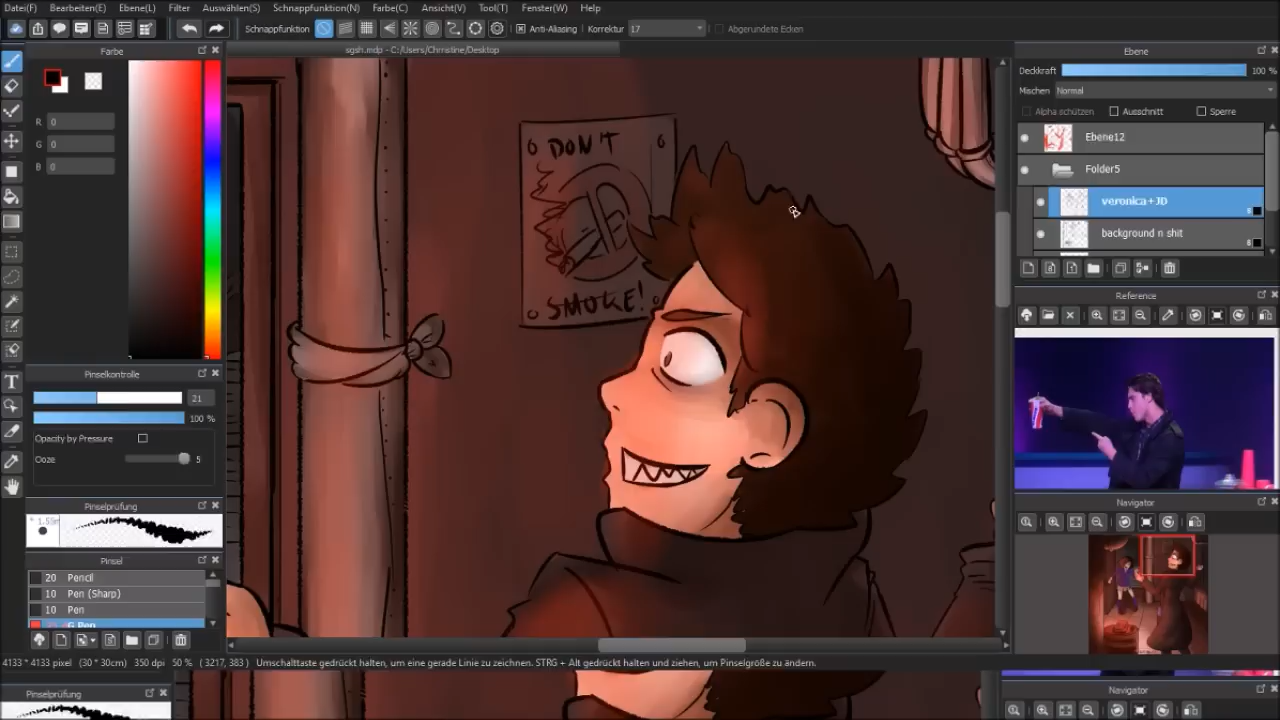 Datei(F) Bearbeiten(E) Ebene(L) Filter Auswählen(S) Schnappfunktion(N) Farbe(C) Ansicht(V) Tool(T) Fenster(W) Help
Schnappfunktion Anti-Aliasing Korrektur 17 Abgerundete Ecken
Farbe
sgsh.mdp - C:/Users/Chrristine/Desktop
Ebene
Deckkraft 100 %
Mischen Normal
Alpha schützen Ausschnitt Sperre
R 0
G 0
B 0
Ebene12
Folder5
veronica+JD
background n shit
DON'T
SMOKE!
Reference
Pinselkontrolle
21
100 %
Opacity by Pressure
Ooze 5
Pinselprüfung
Navigator
Pinsel
20 Pencil
10 Pen (Sharp)
10 Pen
G Pen
4133 * 4133 pixel (30 * 30cm) 350 dpi 50 % ( 3217, 383 ) Umschalttaste gedrückt halten, um eine gerade Linie zu zeichnen. STRG + Alt gedrückt halten und ziehen, um Pinselgröße zu ändern.
Pinselprüfung
Navigator